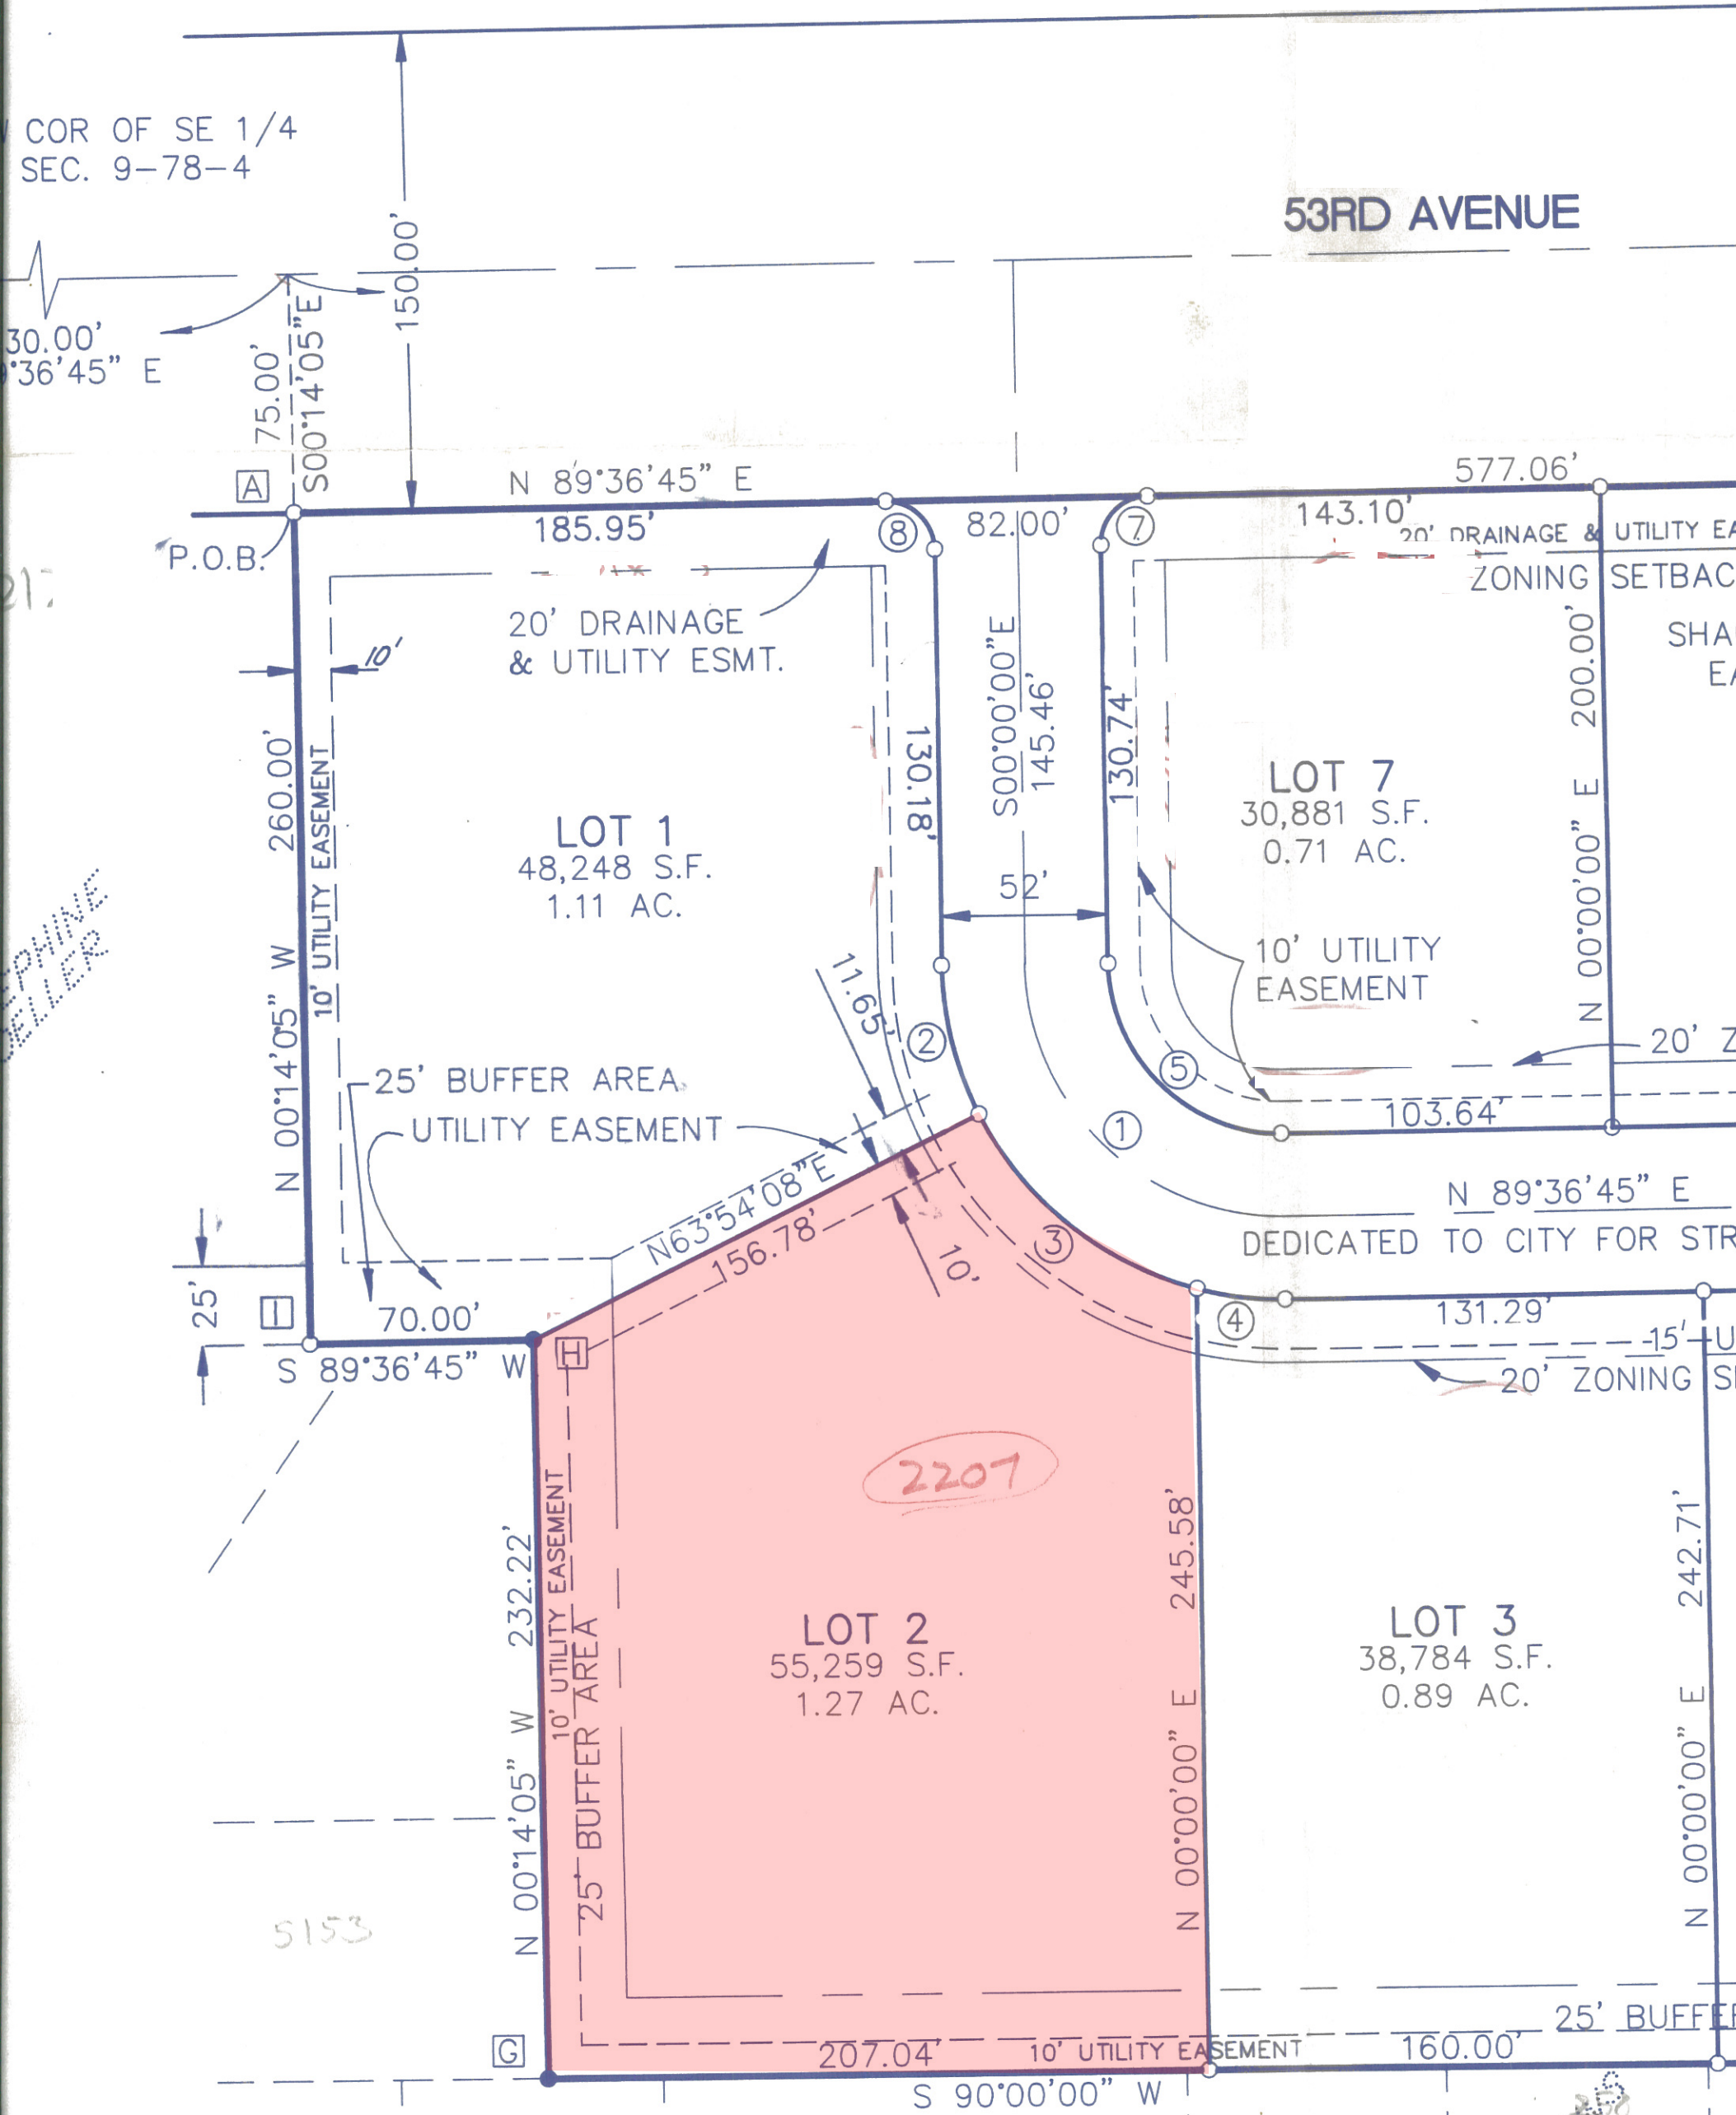 COR OF SE 1/4
SEC. 9-78-4
53RD AVENUE
150.00'
30.00'
°36'45" E
75.00'
S00°14'05"E
A
N 89°36'45" E
577.06'
185.95'
8
82.00'
7
143.10'
20' DRAINAGE & UTILITY EA
P.O.B.
ZONING SETBAC
20' DRAINAGE
& UTILITY ESMT.
SHA
EA
10'
200.00'
N 00°00'00" E
S00°00'00"E
145.46'
130.18'
130.74'
260.00'
N 00°14'05" W
10' UTILITY EASEMENT
LOT 1
48,248 S.F.
1.11 AC.
LOT 7
30,881 S.F.
0.71 AC.
52'
10' UTILITY
EASEMENT
11.65'
2
5
20' Z
25' BUFFER AREA
UTILITY EASEMENT
1
103.64'
N63°54'08"E
156.78'
N 89°36'45" E
DEDICATED TO CITY FOR STR
3
10'
25'
I
70.00'
S 89°36'45" W
H
4
131.29'
15' U
20' ZONING S
2207
232.22'
N 00°14'05" W
10' UTILITY EASEMENT
25' BUFFER AREA
LOT 2
55,259 S.F.
1.27 AC.
245.58'
N 00°00'00" E
LOT 3
38,784 S.F.
0.89 AC.
242.71'
N 00°00'00" E
5153
25' BUFFER
G
207.04'
10' UTILITY EASEMENT
160.00'
S 90°00'00" W